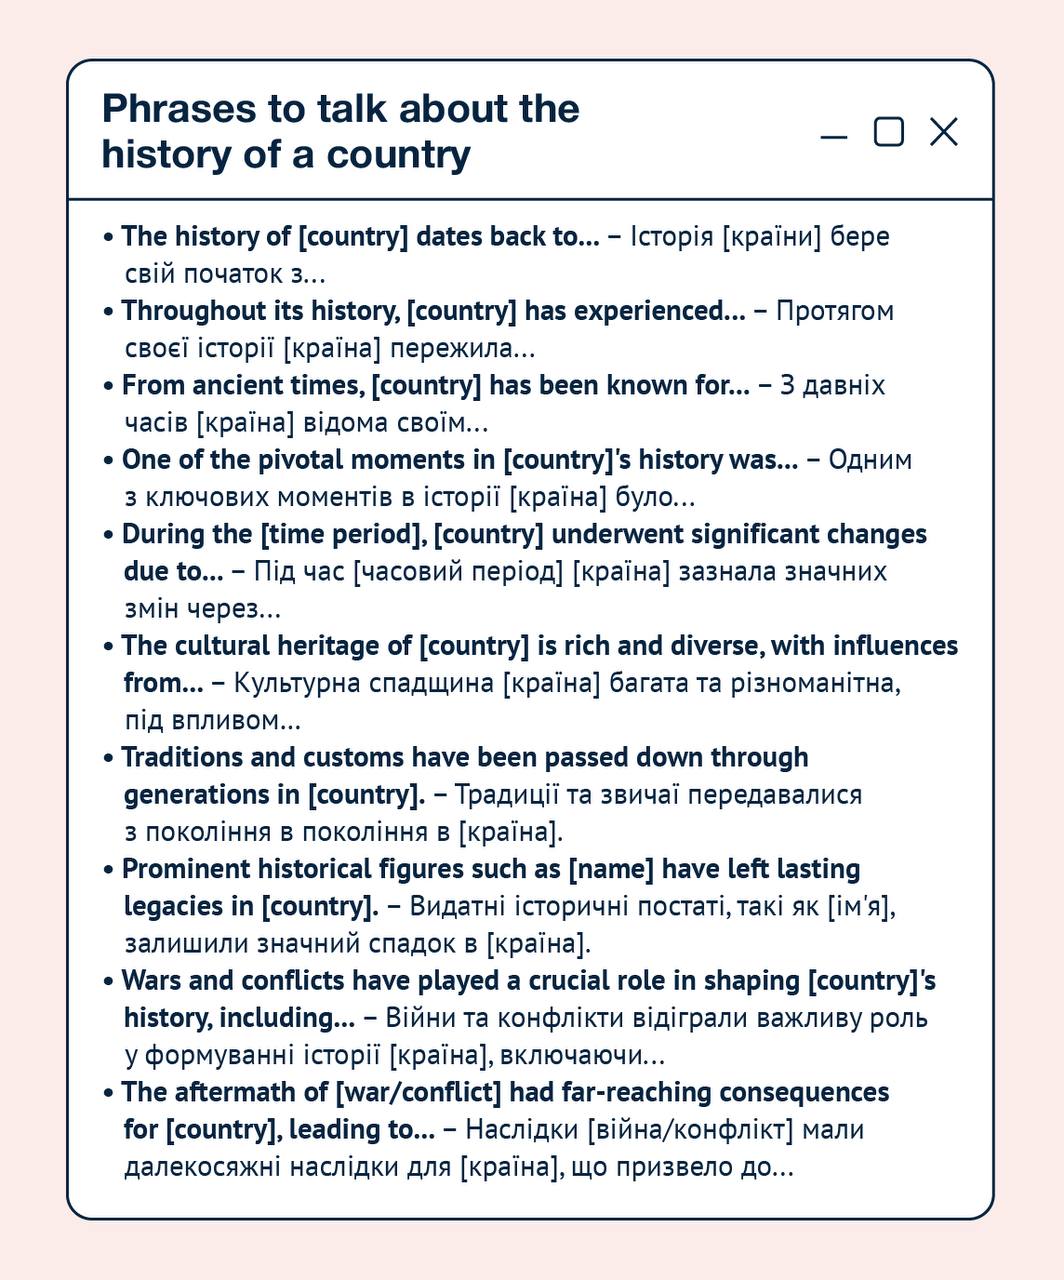 Phrases to talk about the
history of a country
• The history of [country] dates back to... – Історія [країни] бере
свій початок з...
• Throughout its history, [country] has experienced... – Протягом
своєї історії [країна] пережила...
• From ancient times, [country] has been known for... – З давніх
часів [країна] відома своїм...
• One of the pivotal moments in [country]'s history was... – Одним
з ключових моментів в історії [країна] було...
• During the [time period], [country] underwent significant changes
due to... – Під час [часовий період] [країна] зазнала значних
змін через...
• The cultural heritage of [country] is rich and diverse, with influences
from... – Культурна спадщина [країна] багата та різноманітна,
під впливом...
• Traditions and customs have been passed down through
generations in [country]. – Традиції та звичаї передавалися
з покоління в покоління в [країна].
• Prominent historical figures such as [name] have left lasting
legacies in [country]. – Видатні історичні постаті, такі як [ім'я],
залишили значний спадок в [країна].
• Wars and conflicts have played a crucial role in shaping [country]'s
history, including... – Війни та конфлікти відіграли важливу роль
у формуванні історії [країна], включаючи...
• The aftermath of [war/conflict] had far-reaching consequences
for [country], leading to... – Наслідки [війна/конфлікт] мали
далекосяжні наслідки для [країна], що призвело до...